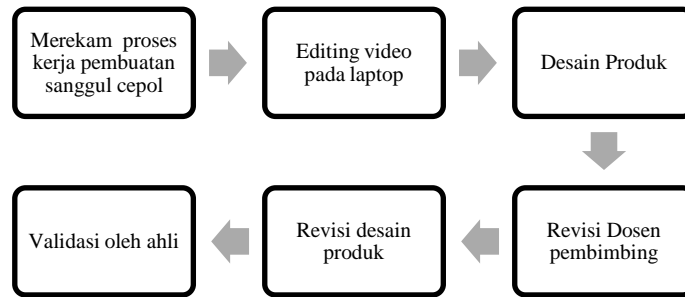 Merekam proses
kerja pembuatan
sanggul cepol
Editing video
pada laptop
Desain Produk
Revisi Dosen
pembimbing
Revisi desain
produk
Validasi oleh ahli